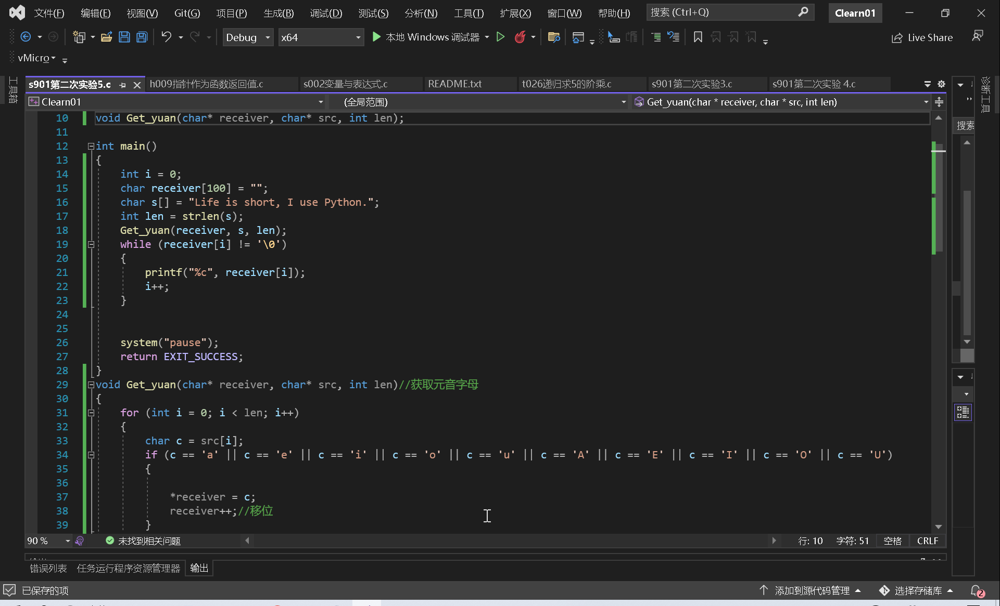 文件(F) 编辑(E) 视图(V) Git(G) 项目(P) 生成(B) 调试(D) 测试(S) 分析(N) 工具(T) 扩展(X) 窗口(W) 帮助(H) 搜索 (Ctrl+Q) Clearn01
Debug x64 本地 Windows 调试器 Live Share
vMicro
工具箱
s901第二次实验5.c h009指针作为函数返回值.c s002变量与表达式.c README.txt t026递归求5的阶乘.c s901第二次实验3.c s901第二次实验 4.c
诊断工具
Clearn01 (全局范围) Get_yuan(char * receiver, char * src, int len)
搜索
10 void Get_yuan(char* receiver, char* src, int len);
11
12 int main()
13 {
14 int i = 0;
15 char receiver[100] = "";
16 char s[] = "Life is short, I use Python.";
17 int len = strlen(s);
18 Get_yuan(receiver, s, len);
19 while (receiver[i] != '\0')
20 {
21 printf("%c", receiver[i]);
22 i++;
23 }
24
25
26 system("pause");
27 return EXIT_SUCCESS;
28 }
29 void Get_yuan(char* receiver, char* src, int len)//获取元音字母
30 {
31 for (int i = 0; i < len; i++)
32 {
33 char c = src[i];
34 if (c == 'a' || c == 'e' || c == 'i' || c == 'o' || c == 'u' || c == 'A' || c == 'E' || c == 'I' || c == 'O' || c == 'U')
35 {
36
37 *receiver = c;
38 receiver++;//移位
39 }
90 % 未找到相关问题 行: 10 字符: 51 空格 CRLF
错误列表 任务运行程序资源管理器 输出
已保存的项 添加到源代码管理 选择存储库 2